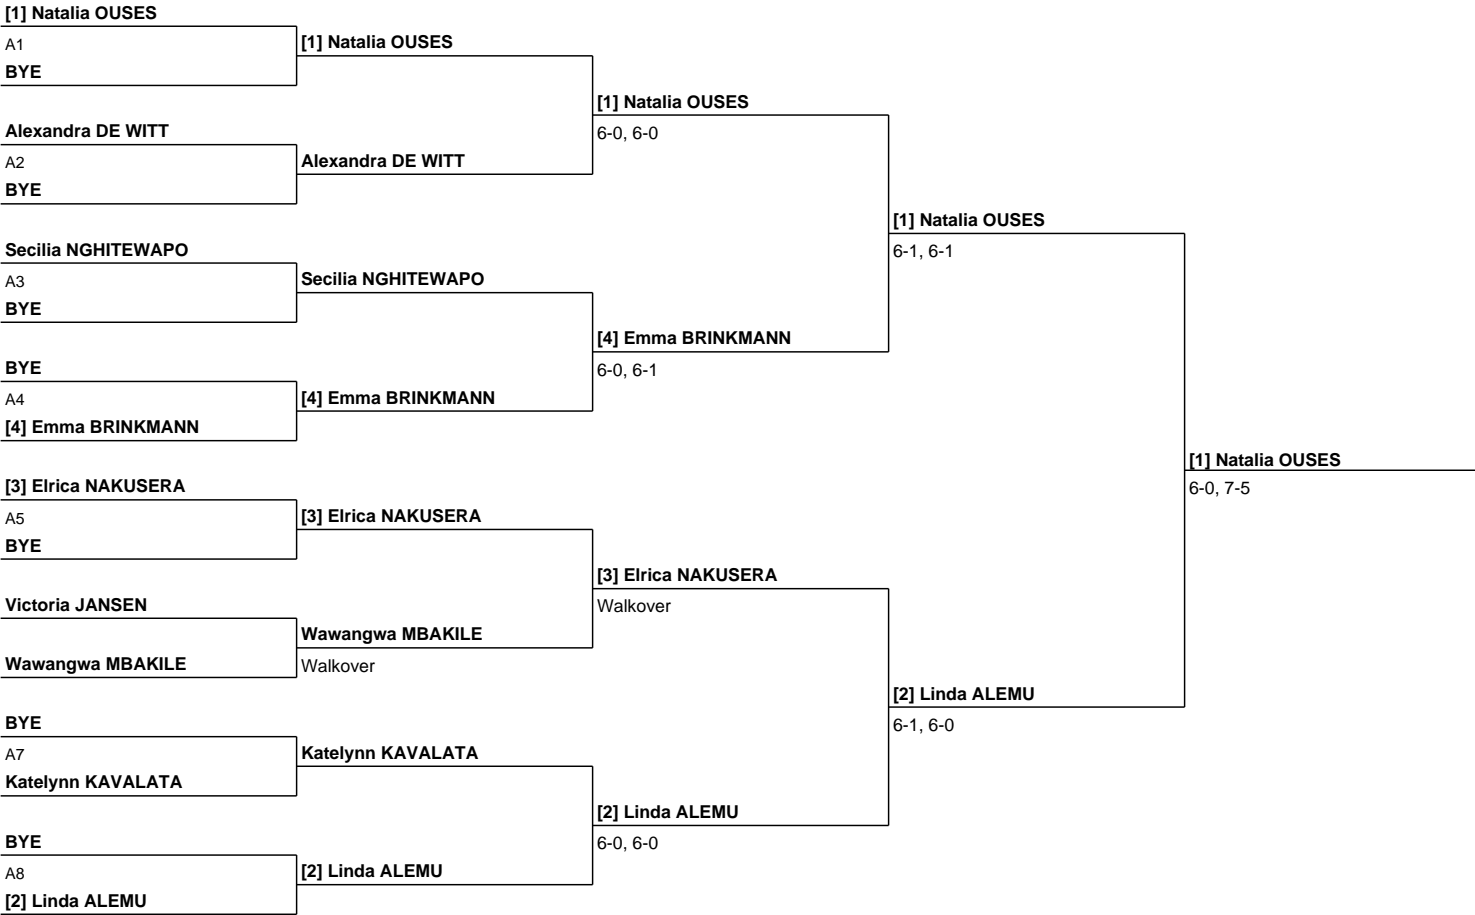 [1] Natalia OUSES
A1
BYE
Alexandra DE WITT
A2
BYE
Secilia NGHITEWAPO
A3
BYE
BYE
A4
[4] Emma BRINKMANN
[3] Elrica NAKUSERA
A5
BYE
Victoria JANSEN
Wawangwa MBAKILE
BYE
A7
Katelynn KAVALATA
BYE
A8
[2] Linda ALEMU
[1] Natalia OUSES
Alexandra DE WITT
Secilia NGHITEWAPO
[4] Emma BRINKMANN
[3] Elrica NAKUSERA
Wawangwa MBAKILE
Walkover
Katelynn KAVALATA
[2] Linda ALEMU
[1] Natalia OUSES
6-0, 6-0
[4] Emma BRINKMANN
6-0, 6-1
[3] Elrica NAKUSERA
Walkover
[2] Linda ALEMU
6-0, 6-0
[1] Natalia OUSES
6-1, 6-1
[2] Linda ALEMU
6-1, 6-0
[1] Natalia OUSES
6-0, 7-5